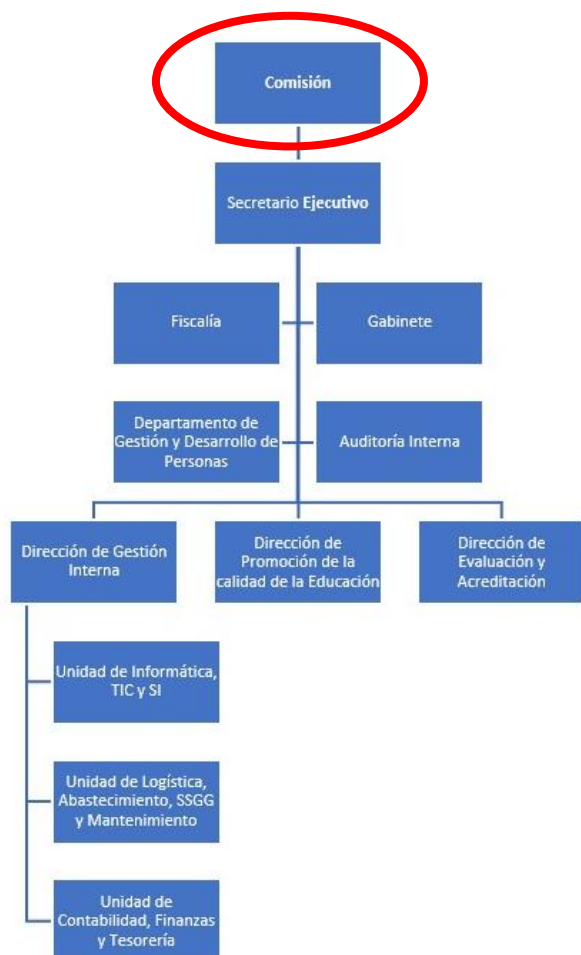 Comisión
Secretario Ejecutivo
Fiscalía
Gabinete
Departamento de
Gestión y Desarrollo de
Personas
Auditoría Interna
Dirección de Gestión
Interna
Dirección de
Promoción de la
calidad de la Educación
Dirección de
Evaluación y
Acreditación
Unidad de Informática,
TIC y SI
Unidad de Logística,
Abastecimiento, SSGG
y Mantenimiento
Unidad de
Contabilidad, Finanzas
y Tesorería